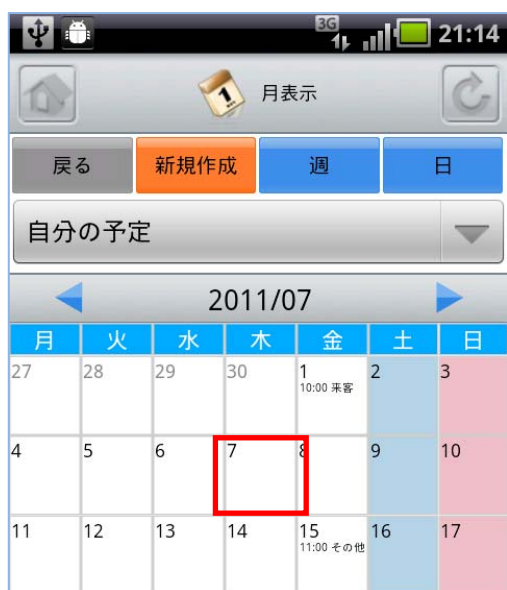 3G 21:14
1 月表示
戻る 新規作成 週 日
自分の予定
2011/07
月 火 水 木 金 土 日
27 28 29 30 1 2 3
10:00 来客
4 5 6 7 8 9 10
11 12 13 14 15 16 17
11:00 その他